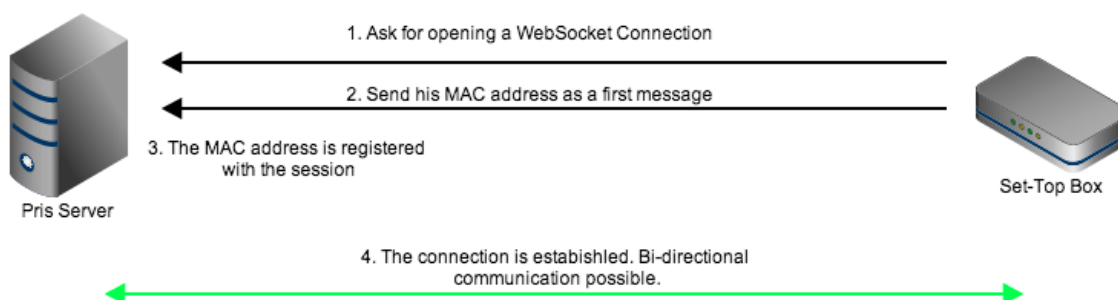 1. Ask for opening a WebSocket Connection
2. Send his MAC address as a first message
3. The MAC address is registered
with the session
Pris Server
Set-Top Box
4. The connection is estabishled. Bi-directional
communication possible.